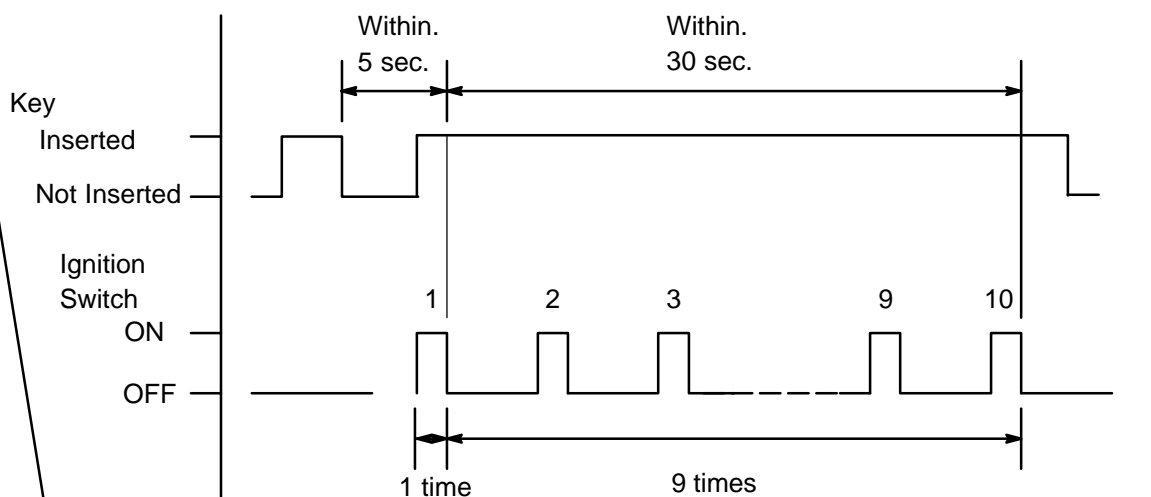 Within.
5 sec.
Within.
30 sec.
Key
Inserted
Not Inserted
Ignition
Switch
1 2 3 9 10
ON
OFF
1 time
9 times